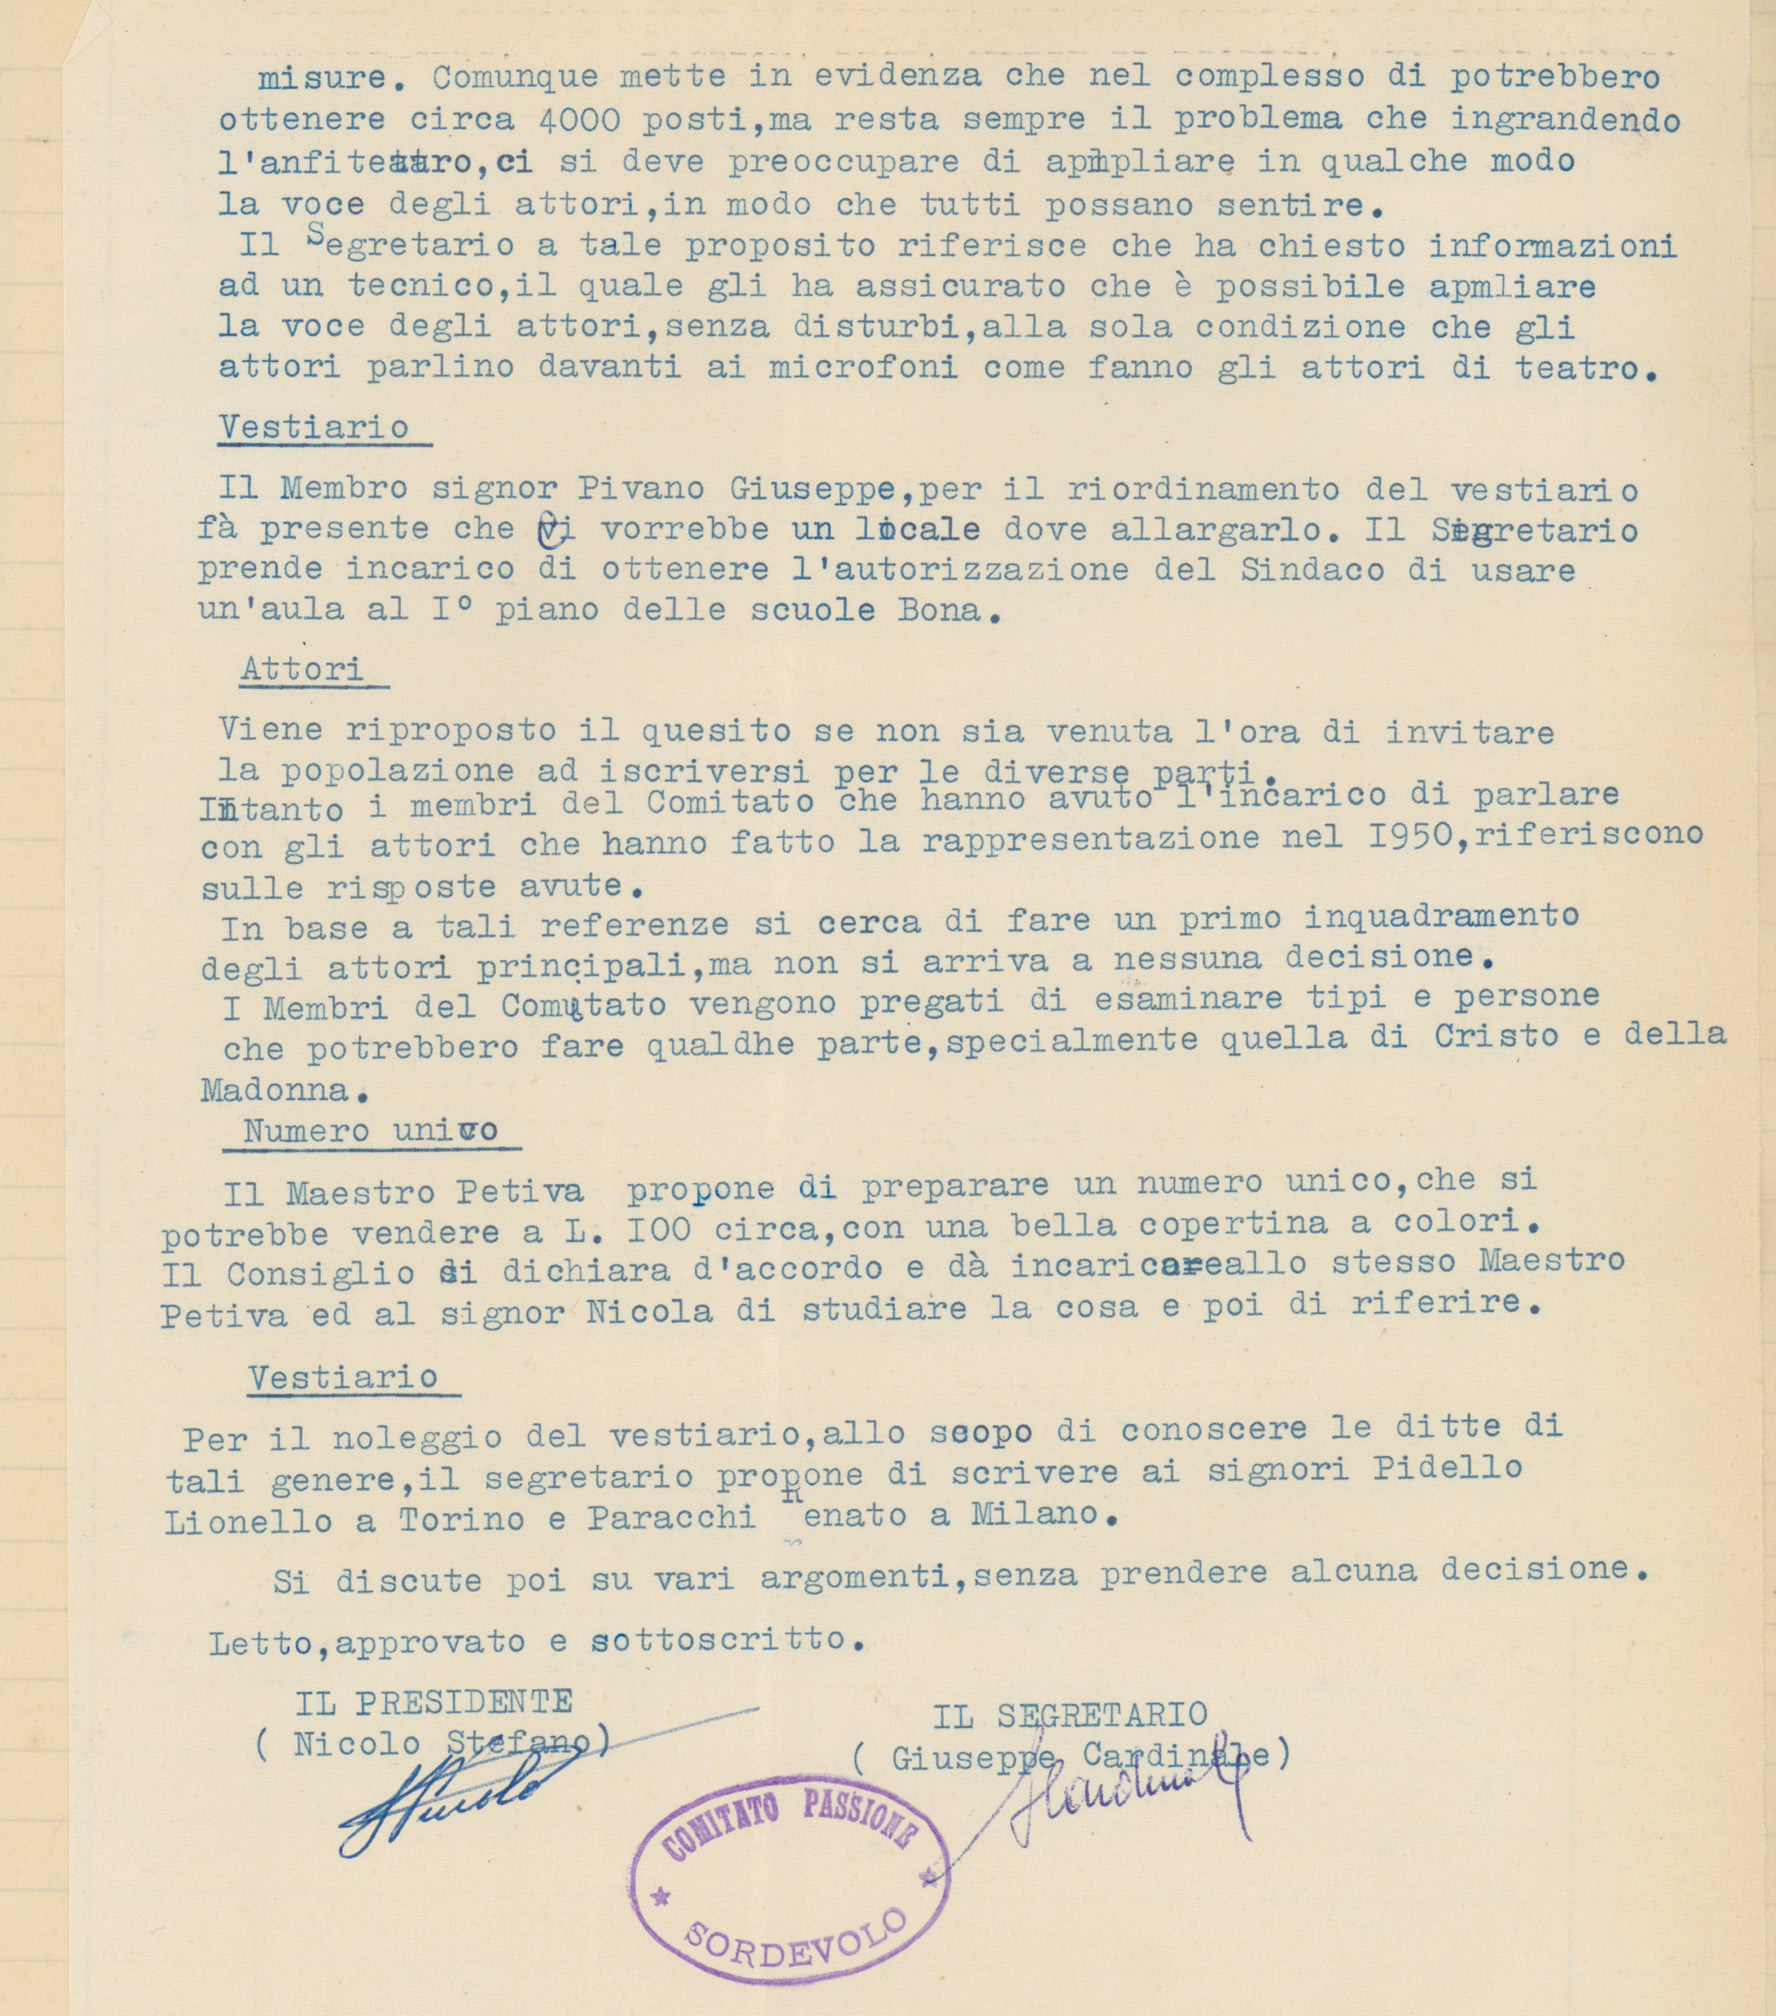 misure. Comunque mette in evidenza che nel complesso di potrebbero
ottenere circa 4000 posti,ma resta sempre il problema che ingrandendo
l'anfiteatro,ci si deve preoccupare di apmpliare in qualche modo
la voce degli attori,in modo che tutti possano sentire.
Il Segretario a tale proposito riferisce che ha chiesto informazioni
ad un tecnico,il quale gli ha assicurato che è possibile apmliare
la voce degli attori,senza disturbi,alla sola condizione che gli
attori parlino davanti ai microfoni come fanno gli attori di teatro.
Vestiario
Il Membro signor Pivano Giuseppe,per il riordinamento del vestiario
fà presente che vi vorrebbe un locale dove allargarlo. Il Segretario
prende incarico di ottenere l'autorizzazione del Sindaco di usare
un'aula al I° piano delle scuole Bona.
Attori
Viene riproposto il quesito se non sia venuta l'ora di invitare
la popolazione ad iscriversi per le diverse parti.
Intanto i membri del Comitato che hanno avuto l'incarico di parlare
con gli attori che hanno fatto la rappresentazione nel I950,riferiscono
sulle risposte avute.
In base a tali referenze si cerca di fare un primo inquadramento
degli attori principali,ma non si arriva a nessuna decisione.
I Membri del Comitato vengono pregati di esaminare tipi e persone
che potrebbero fare qualdhe parte,specialmente quella di Cristo e della
Madonna.
Numero unico
Il Maestro Petiva propone di preparare un numero unico,che si
potrebbe vendere a L. I00 circa,con una bella copertina a colori.
Il Consiglio si dichiara d'accordo e dà incaricareallo stesso Maestro
Petiva ed al signor Nicola di studiare la cosa e poi di riferire.
Vestiario
Per il noleggio del vestiario,allo scopo di conoscere le ditte di
tali genere,il segretario propone di scrivere ai signori Pidello
Lionello a Torino e Paracchi Renato a Milano.
Si discute poi su vari argomenti,senza prendere alcuna decisione.
Letto,approvato e sottoscritto.
IL PRESIDENTE
( Nicolo Stefano)
IL SEGRETARIO
( Giuseppe Cardinale)
COMITATO PASSIONE
SORDEVOLO